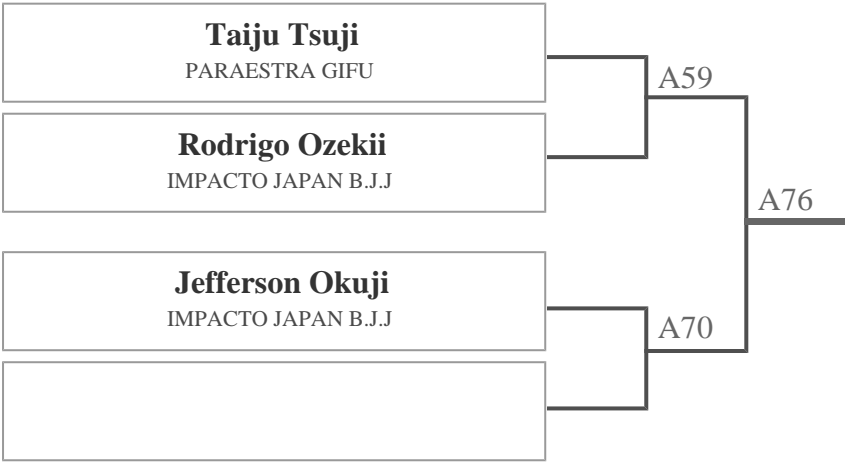 Taiju Tsuji
PARAESTRA GIFU
A59
Rodrigo Ozekii
IMPACTO JAPAN B.J.J
A76
Jefferson Okuji
IMPACTO JAPAN B.J.J
A70